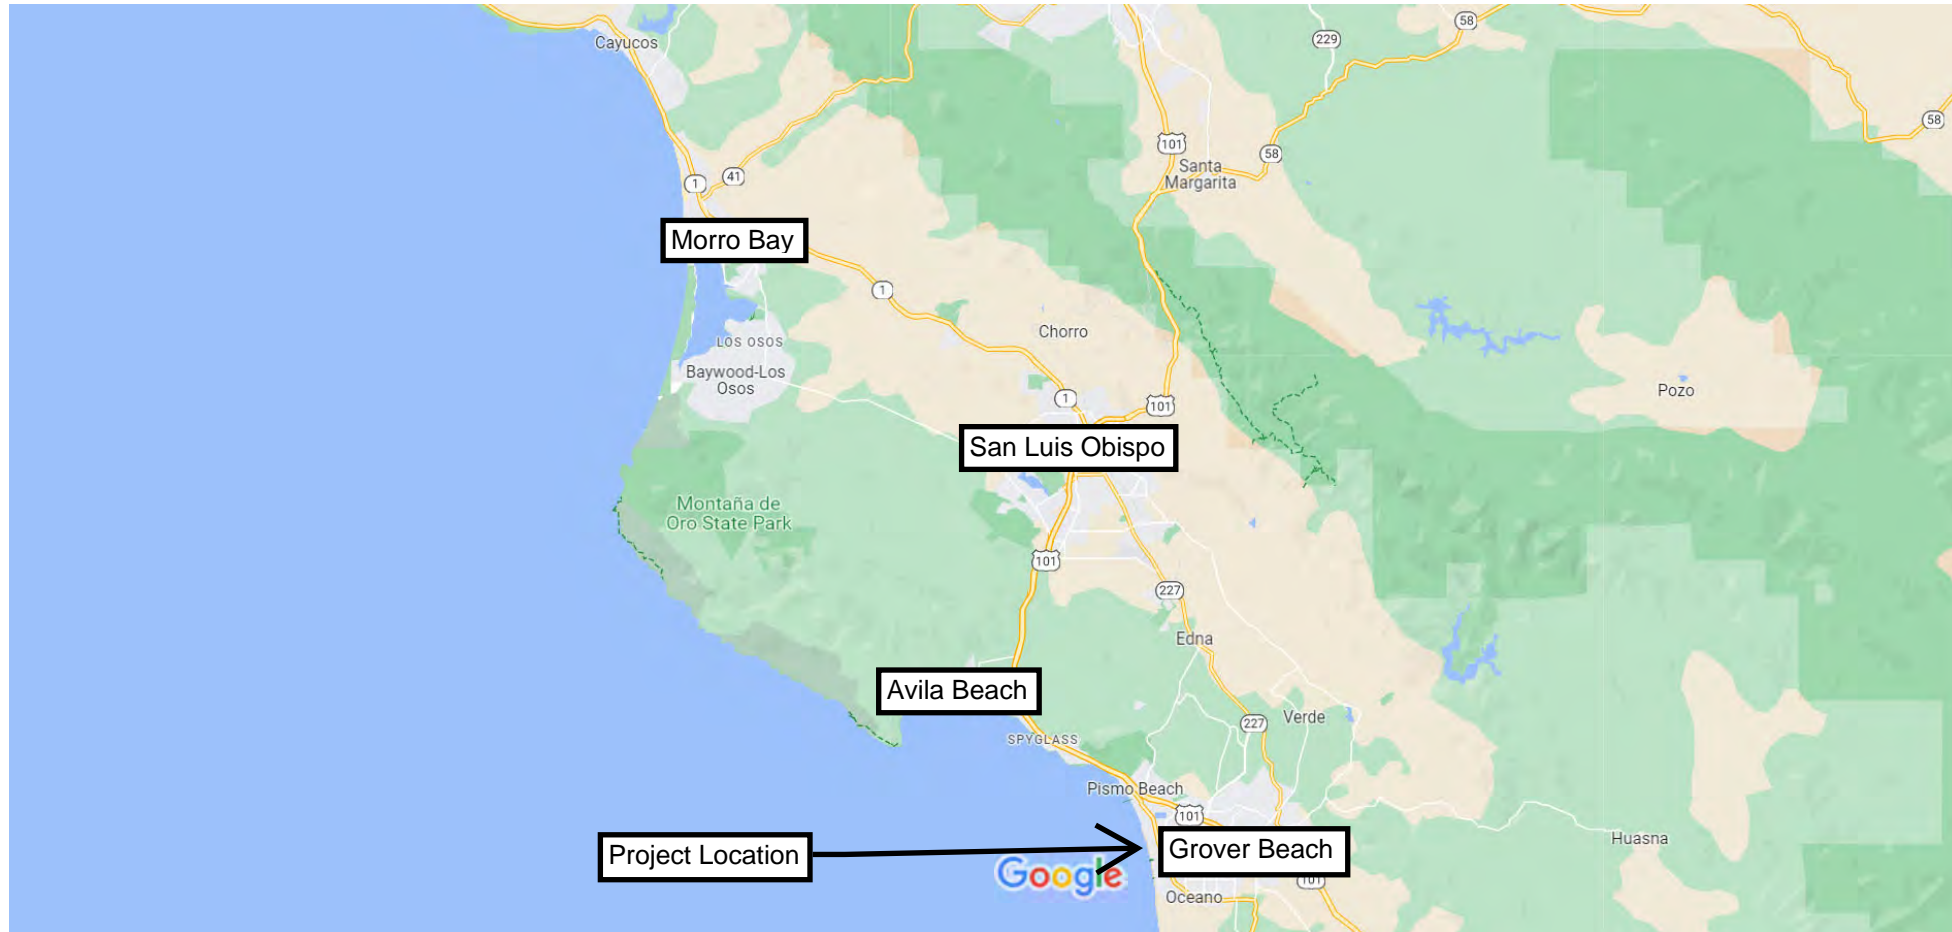 Cayucos
58
229
58
101
58
Santa
Margarita
1
41
Morro Bay
1
Chorro
LOS OSOS
Baywood-Los
Osos
Pozo
1
101
San Luis Obispo
Montaña de
Oro State Park
101
227
Edna
Avila Beach
Verde
227
SPYGLASS
Pismo Beach
101
Project Location
Grover Beach
Huasna
Google
101
Oceano